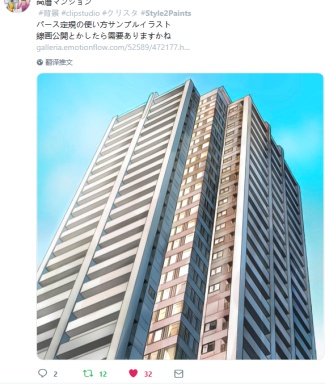 高層マンション
#背景 #clipstudio #クリスタ #Style2Paints
パース定規の使い方サンプルイラスト
線画公開とかしたら需要ありますかね
galleria.emotionflow.com/52589/472177.h...
翻译推文
2 12 32